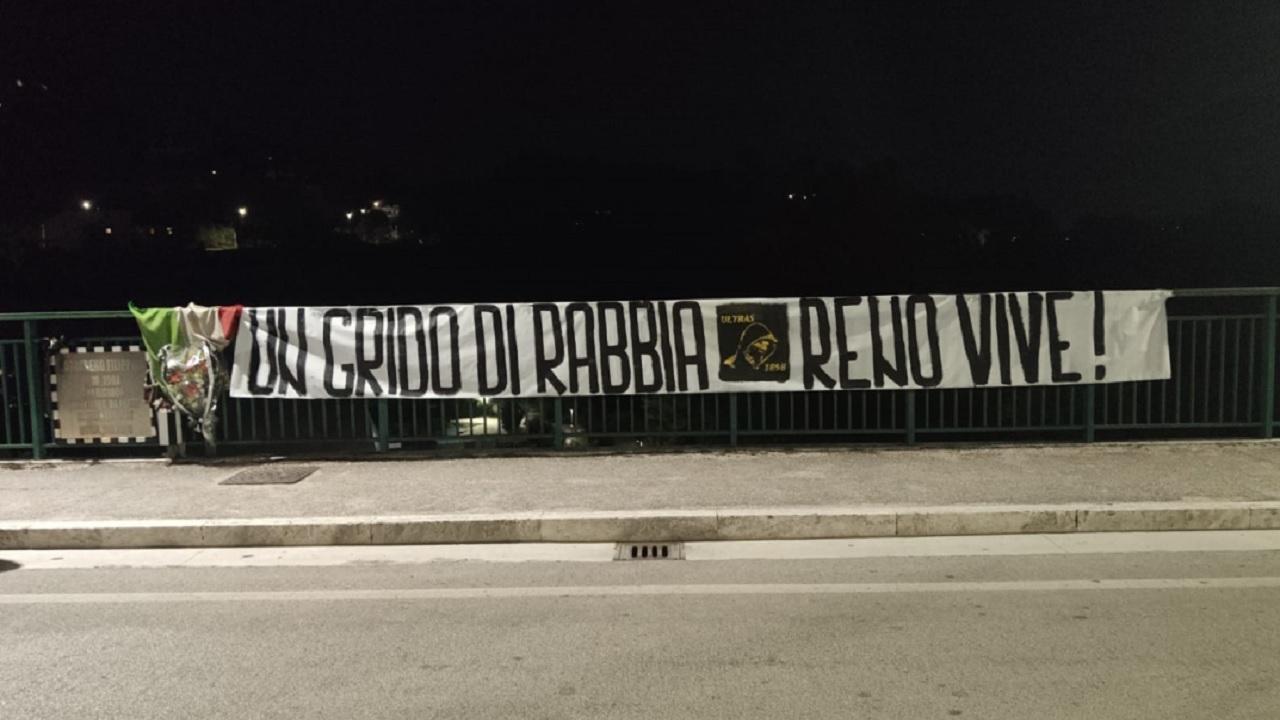 UN GRIDO DI RABBIA
ULTRAS
1898
RENO VIVE!